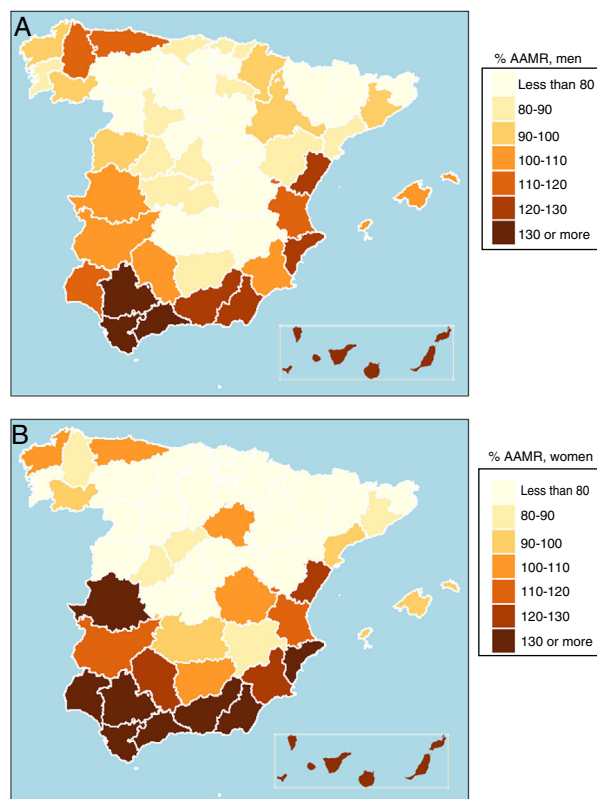 A
% AAMR, men
Less than 80
80-90
90-100
100-110
110-120
120-130
130 or more
B
% AAMR, women
Less than 80
80-90
90-100
100-110
110-120
120-130
130 or more